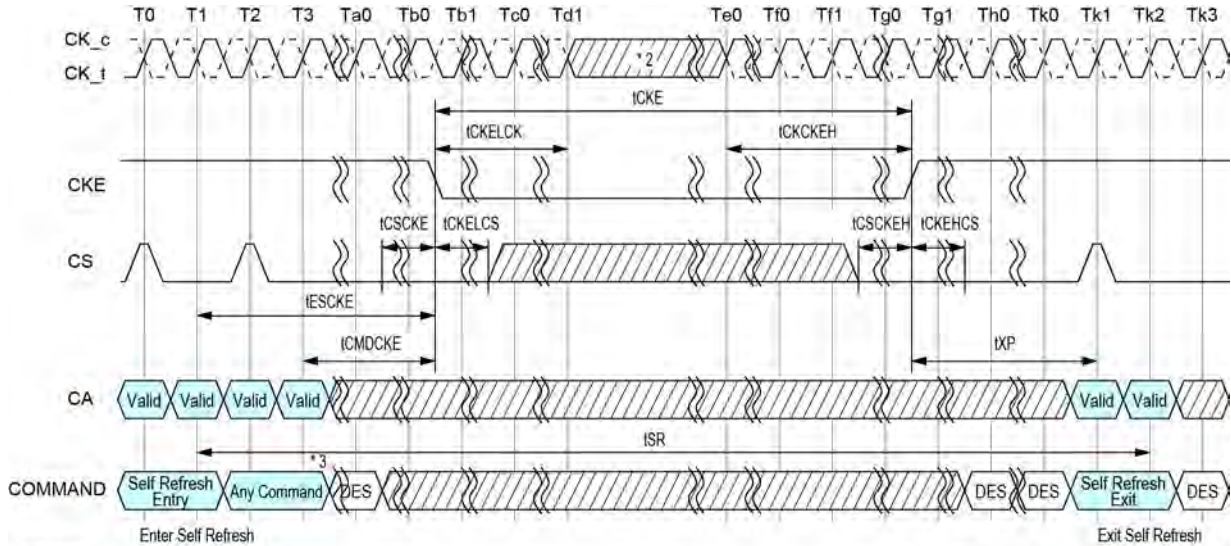 T0 T1 T2 T3 Ta0 Tb0 Tb1 Tc0 Td1 Te0 Tf0 Tf1 Tg0 Tg1 Th0 Tk0 Tk1 Tk2 Tk3
CK_c
CK_t
*2
tCKE
tCKELCK tCKCKEH
CKE
tCSCKE tCKELCS tCSCKEH tCKEHCS
CS
tESCKE
tCMDCKE tXP
CA Valid Valid Valid Valid Valid Valid
tSR
*3
COMMAND Self Refresh Entry Any Command DES DES DES Self Refresh Exit DES
Enter Self Refresh Exit Self Refresh